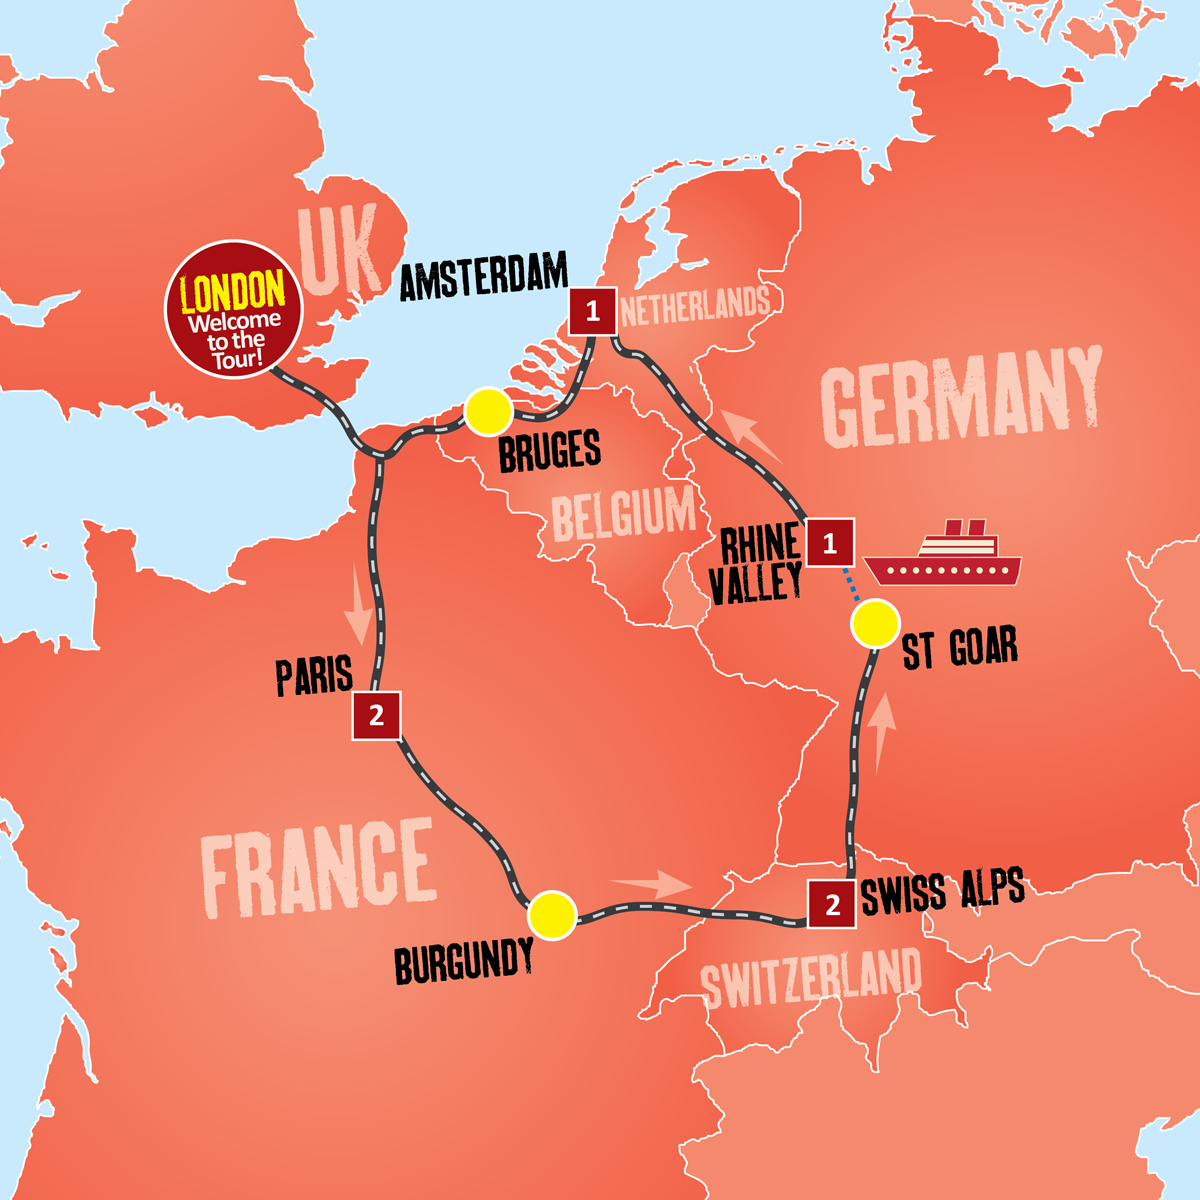 UK
LONDON
Welcome
to the
Tour!
AMSTERDAM
1
NETHERLANDS
GERMANY
BRUGES
BELGIUM
RHINE
VALLEY
1
ST GOAR
PARIS
2
FRANCE
BURGUNDY
2
SWISS ALPS
SWITZERLAND